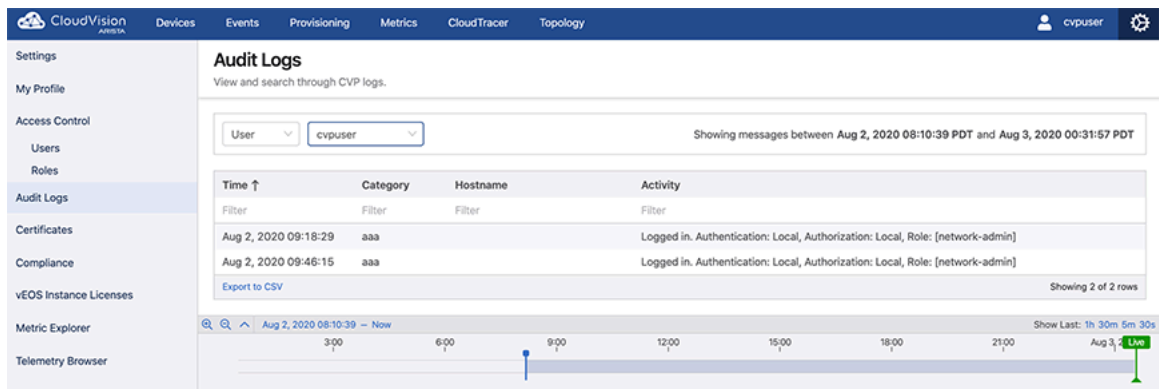 CloudVision
ARISTA
Devices Events Provisioning Metrics CloudTracer Topology cvpuser
Settings
My Profile
Access Control
Users
Roles
Audit Logs
Certificates
Compliance
vEOS Instance Licenses
Metric Explorer
Telemetry Browser
Audit Logs
View and search through CVP logs.
User cvpuser Showing messages between Aug 2, 2020 08:10:39 PDT and Aug 3, 2020 00:31:57 PDT
Time ↑ Category Hostname Activity
Filter Filter Filter Filter
Aug 2, 2020 09:18:29 aaa Logged in. Authentication: Local, Authorization: Local, Role: [network-admin]
Aug 2, 2020 09:46:15 aaa Logged in. Authentication: Local, Authorization: Local, Role: [network-admin]
Export to CSV Showing 2 of 2 rows
Aug 2, 2020 08:10:39 – Now Show Last: 1h 30m 5m 30s
3:00 6:00 9:00 12:00 15:00 18:00 21:00 Aug 3, Live